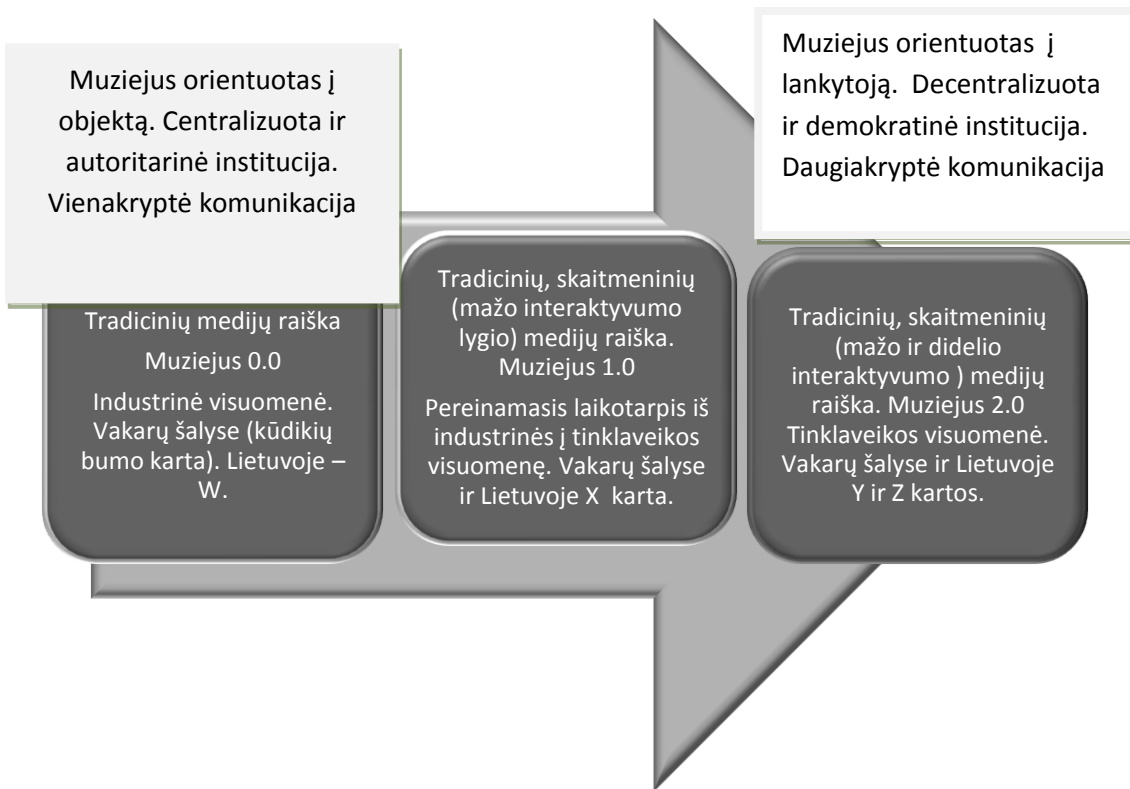 Muziejus orientuotas į
objektą. Centralizuota ir
autoritarinė institucija.
Vienakryptė komunikacija
Muziejus orientuotas  į
lankytoją.  Decentralizuota
ir demokratinė institucija.
Daugiakryptė komunikacija
Tradicinių medijų raiška
Muziejus 0.0
Industrinė visuomenė.
Vakarų šalyse (kūdikių
bumo karta). Lietuvoje –
W.
Tradicinių, skaitmeninių
(mažo interaktyvumo
lygio) medijų raiška.
Muziejus 1.0
Pereinamasis laikotarpis iš
industrinės į tinklaveikos
visuomenę. Vakarų šalyse
ir Lietuvoje X  karta.
Tradicinių, skaitmeninių
(mažo ir didelio
interaktyvumo ) medijų
raiška. Muziejus 2.0
Tinklaveikos visuomenė.
Vakarų šalyse ir Lietuvoje
Y ir Z kartos.